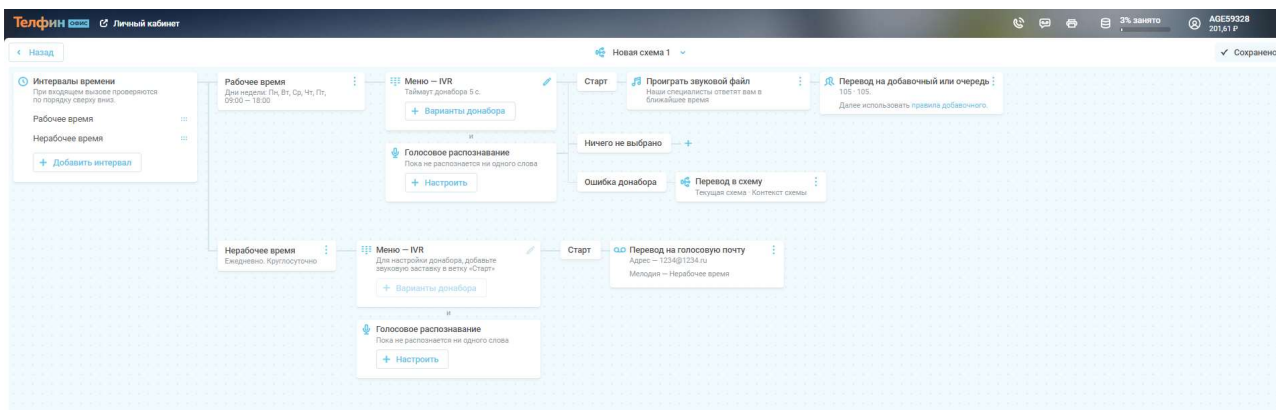 Телфин ОФИС Личный кабинет
3% занято
AGE59328
201,61 ₽
Назад
Новая схема 1
Сохранено
Интервалы времени
При входящем вызове проверяются
по порядку сверху вниз.
Рабочее время
Нерабочее время
+ Добавить интервал
Рабочее время
Дни недели: Пн, Вт, Ср, Чт, Пт,
09:00 — 18:00
Меню — IVR
Таймаут донабора 5 с.
+ Варианты донабора
и
Голосовое распознавание
Пока не распознается ни одного слова
+ Настроить
Старт
Проиграть звуковой файл
Наши специалисты ответят вам в
ближайшее время
Перевод на добавочный или очередь
105 · 105.
Далее использовать правила добавочного.
Ничего не выбрано
+
Ошибка донабора
Перевод в схему
Текущая схема · Контекст схемы
Нерабочее время
Ежедневно. Круглосуточно
Меню — IVR
Для настройки донабора, добавьте
звуковую заставку в ветку «Старт»
+ Варианты донабора
и
Голосовое распознавание
Пока не распознается ни одного слова
+ Настроить
Старт
Перевод на голосовую почту
Адрес — 1234@1234.ru
Мелодия — Нерабочее время